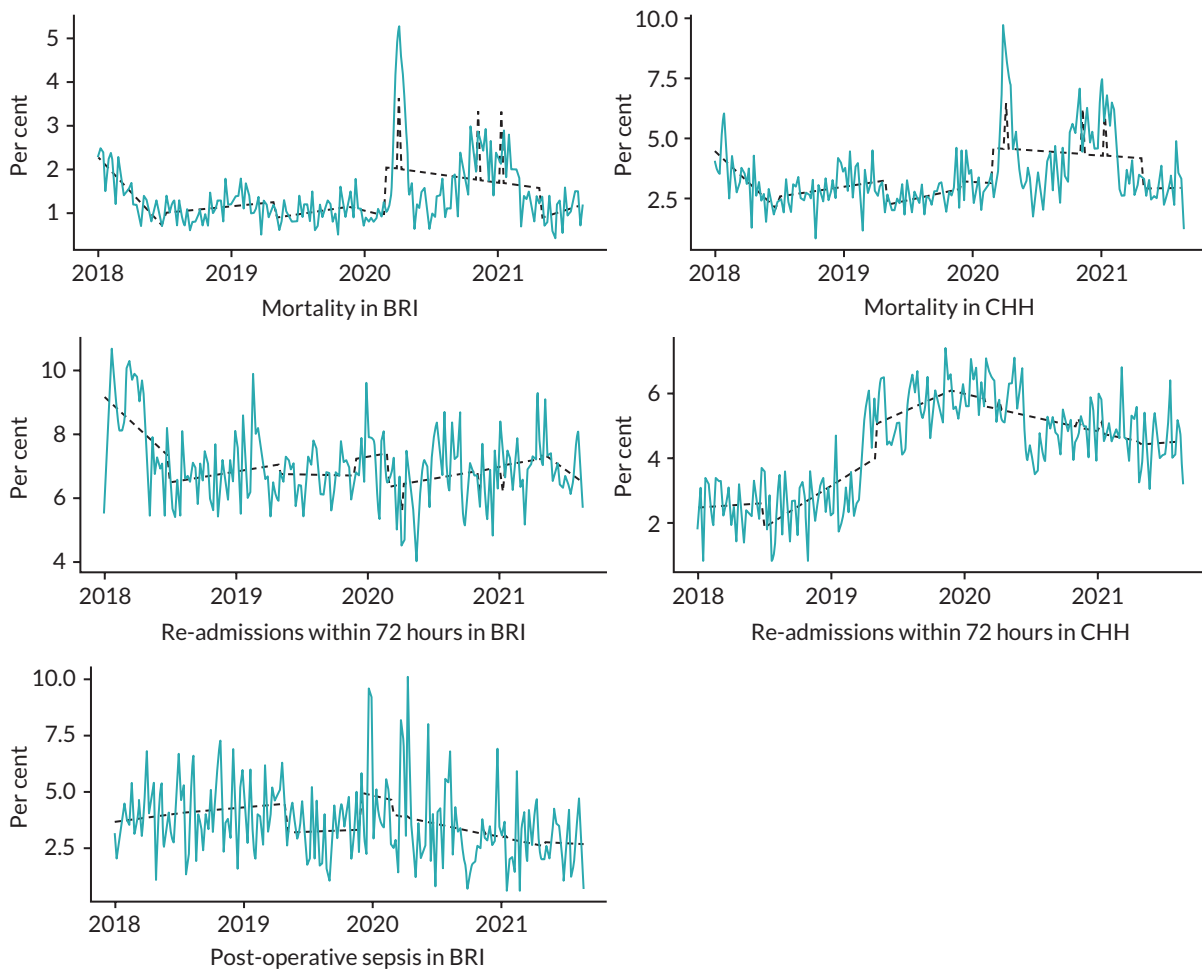 Per cent
5
4
3
2
1
2018 2019 2020 2021
Mortality in BRI
Per cent
10.0
7.5
5.0
2.5
2018 2019 2020 2021
Mortality in CHH
Per cent
10
8
6
4
2018 2019 2020 2021
Re-admissions within 72 hours in BRI
Per cent
6
4
2
2018 2019 2020 2021
Re-admissions within 72 hours in CHH
Per cent
10.0
7.5
5.0
2.5
2018 2019 2020 2021
Post-operative sepsis in BRI